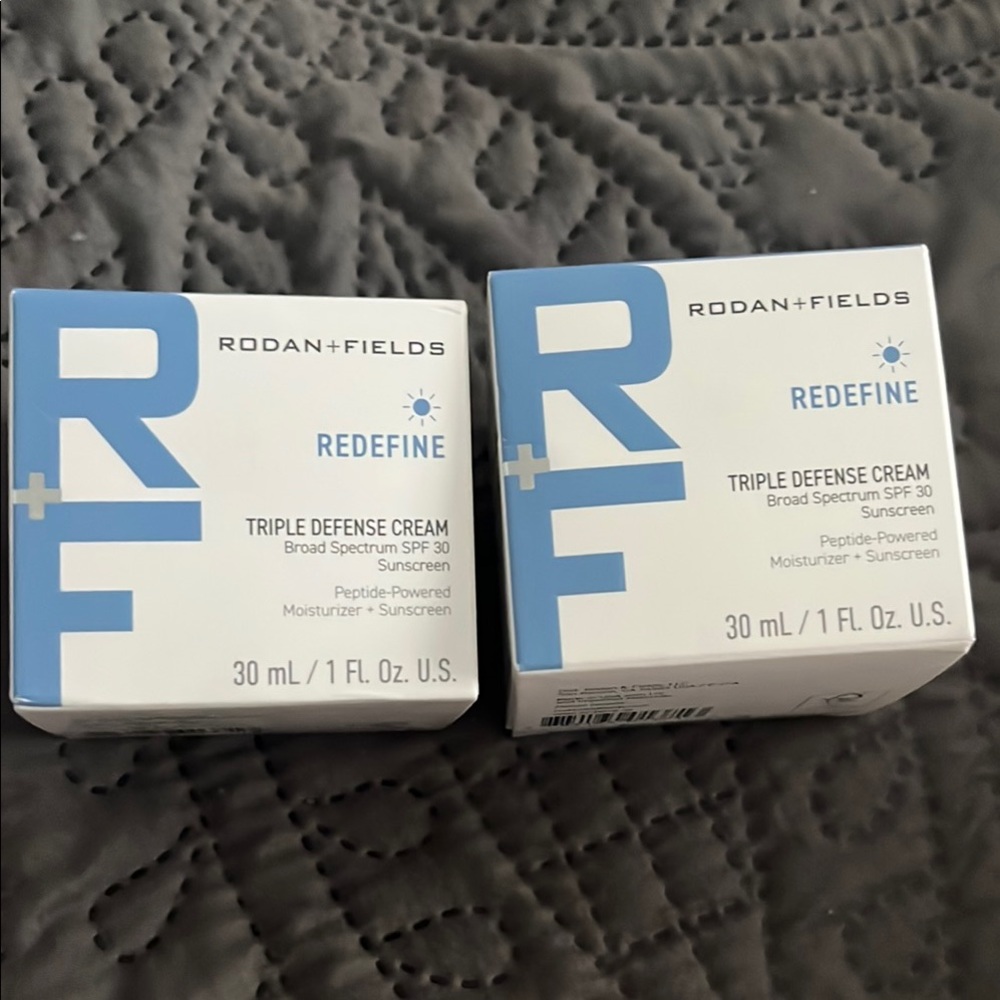 R+F
RODAN+FIELDS
REDEFINE
TRIPLE DEFENSE CREAM
Broad Spectrum SPF 30
Sunscreen
Peptide-Powered
Moisturizer + Sunscreen
30 mL / 1 Fl. Oz. U.S.
R+F
RODAN+FIELDS
REDEFINE
TRIPLE DEFENSE CREAM
Broad Spectrum SPF 30
Sunscreen
Peptide-Powered
Moisturizer + Sunscreen
30 mL / 1 Fl. Oz. U.S.